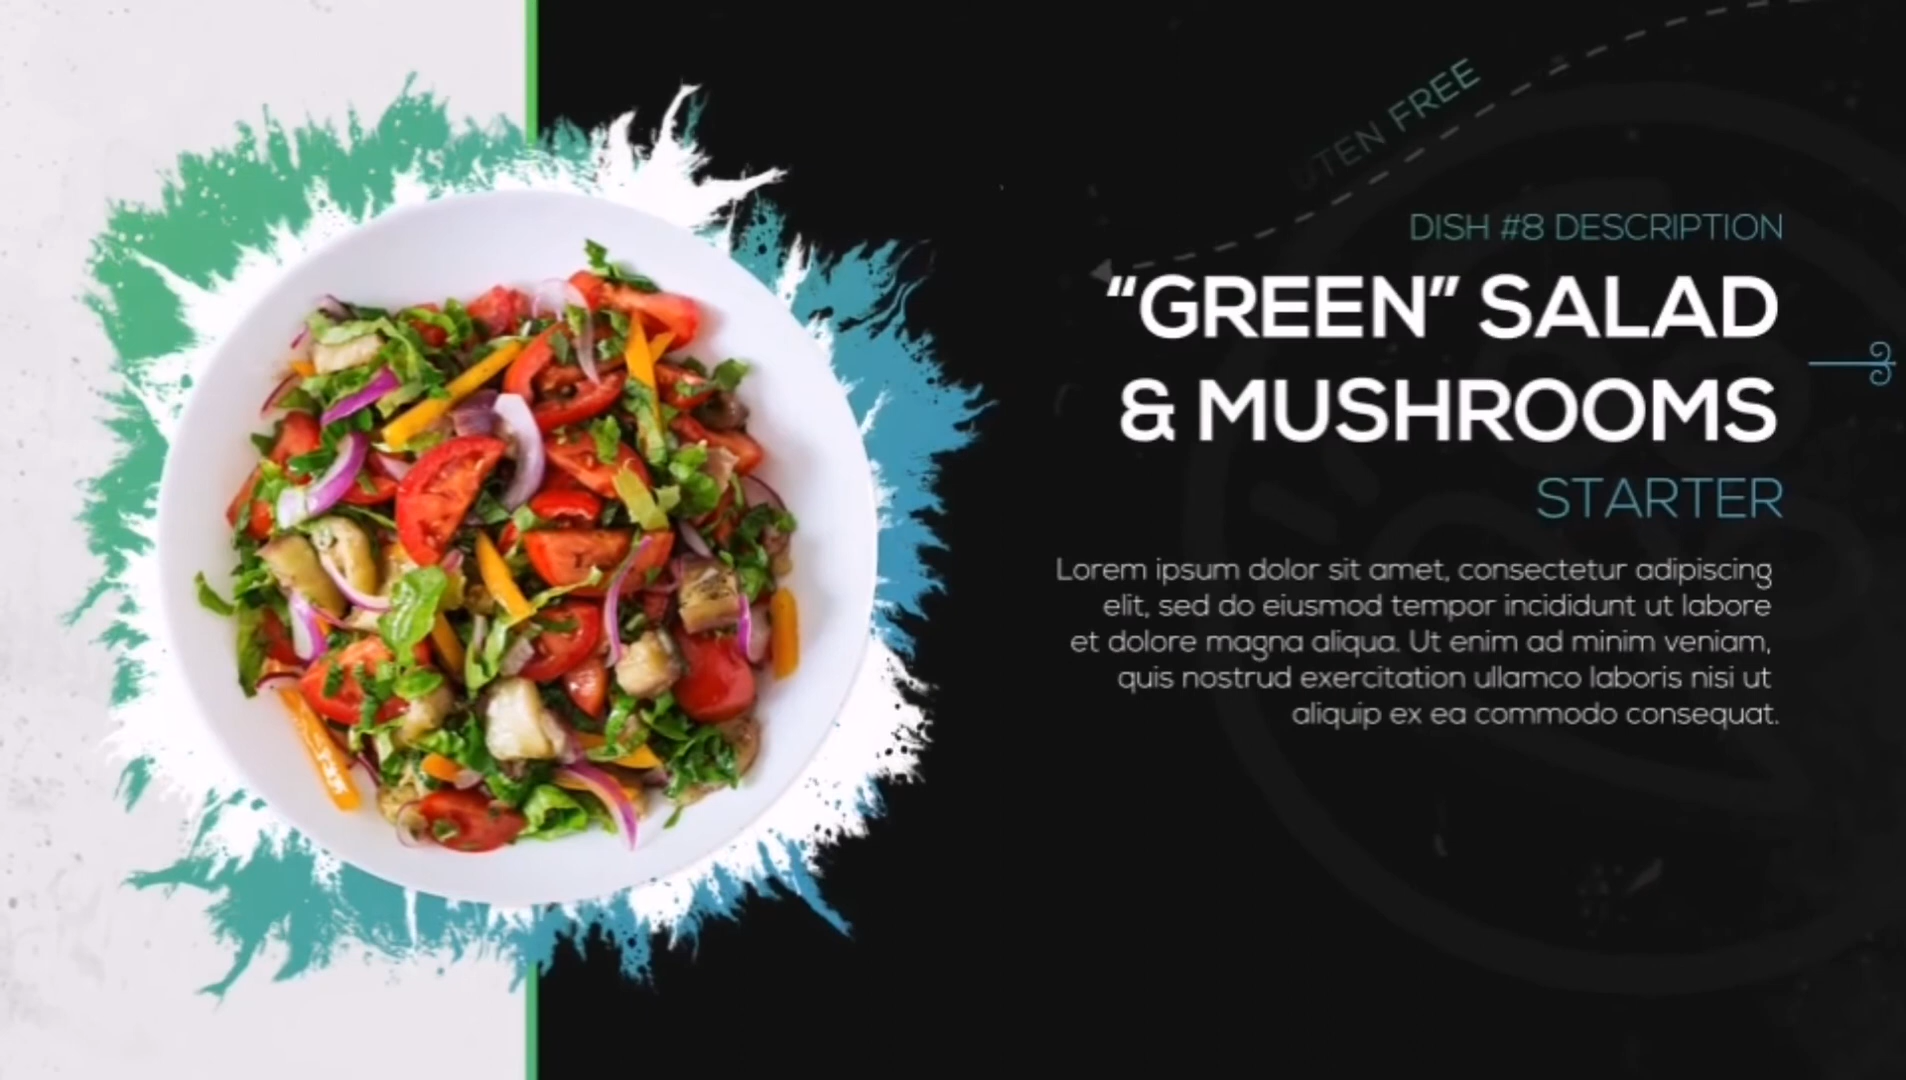 FREE
DISH #8 DESCRIPTION
“GREEN” SALAD
& MUSHROOMS
STARTER
Lorem ipsum dolor sit amet, consectetur adipiscing
elit, sed do eiusmod tempor incididunt ut labore
et dolore magna aliqua. Ut enim ad minim veniam,
quis nostrud exercitation ullamco laboris nisi ut
aliquip ex ea commodo consequat.